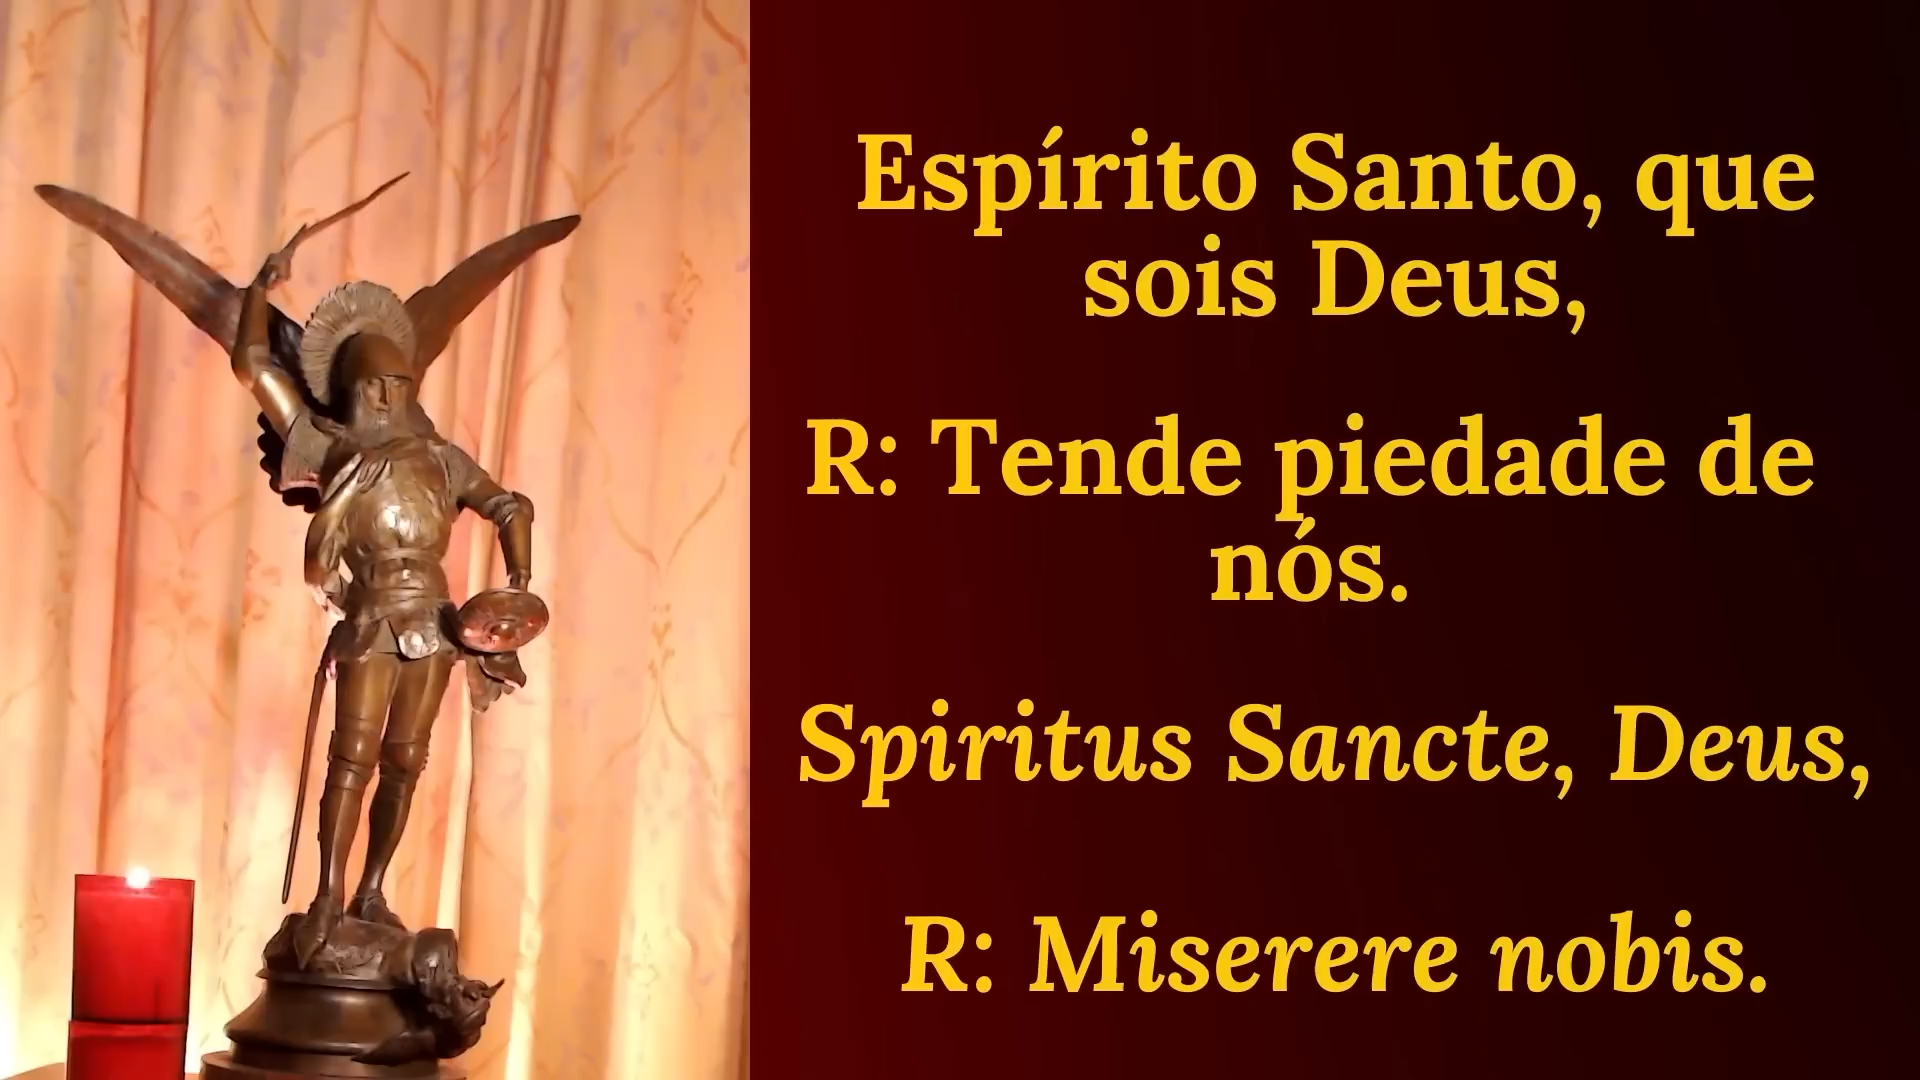 Espírito Santo, que
sois Deus,
R: Tende piedade de
nós.
Spiritus Sancte, Deus,
R: Miserere nobis.